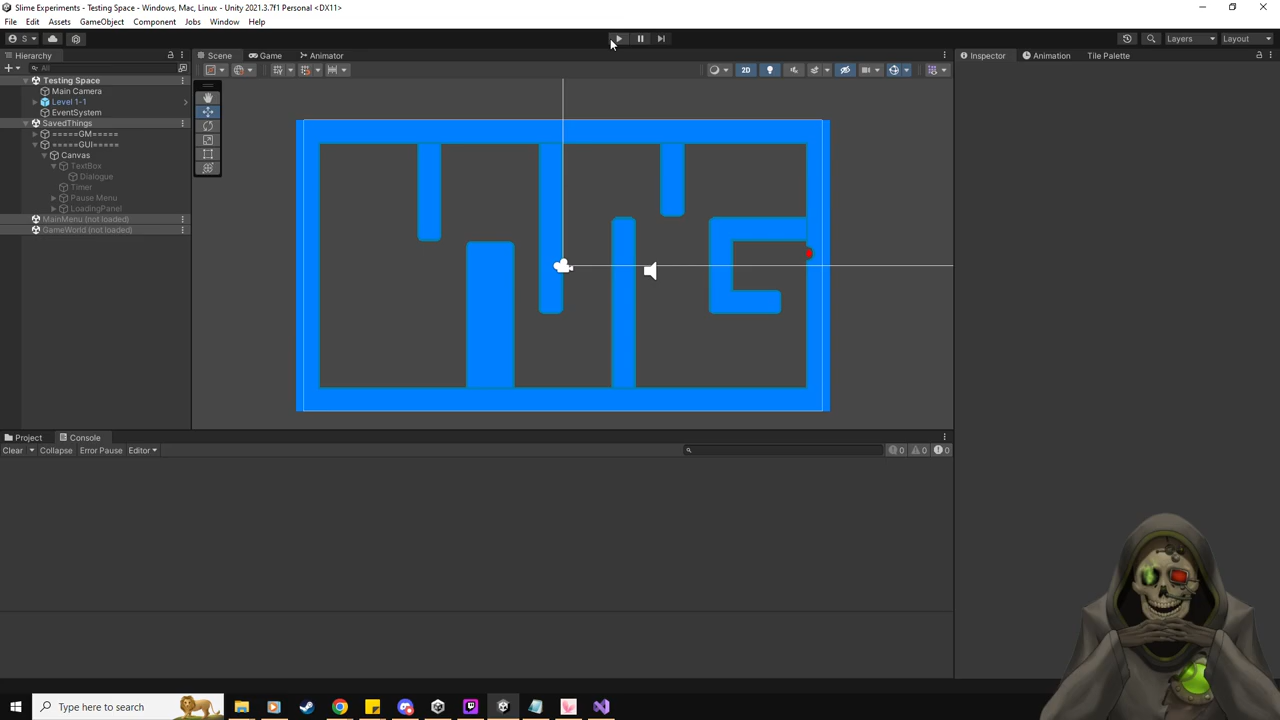 Slime Experiments - Testing Space - Windows, Mac, Linux - Unity 2021.3.7f1 Personal <DX11>
File Edit Assets GameObject Component Jobs Window Help
S Layers Layout
Hierarchy Scene Game Animator Inspector Animation Tile Palette
All 2D
Testing Space
Main Camera
Level 1-1
EventSystem
SavedThings
=====GM=====
=====GUI=====
Canvas
TextBox
Dialogue
Timer
Pause Menu
LoadingPanel
MainMenu (not loaded)
GameWorld (not loaded)
Project Console
Clear Collapse Error Pause Editor 0 0 0
Type here to search